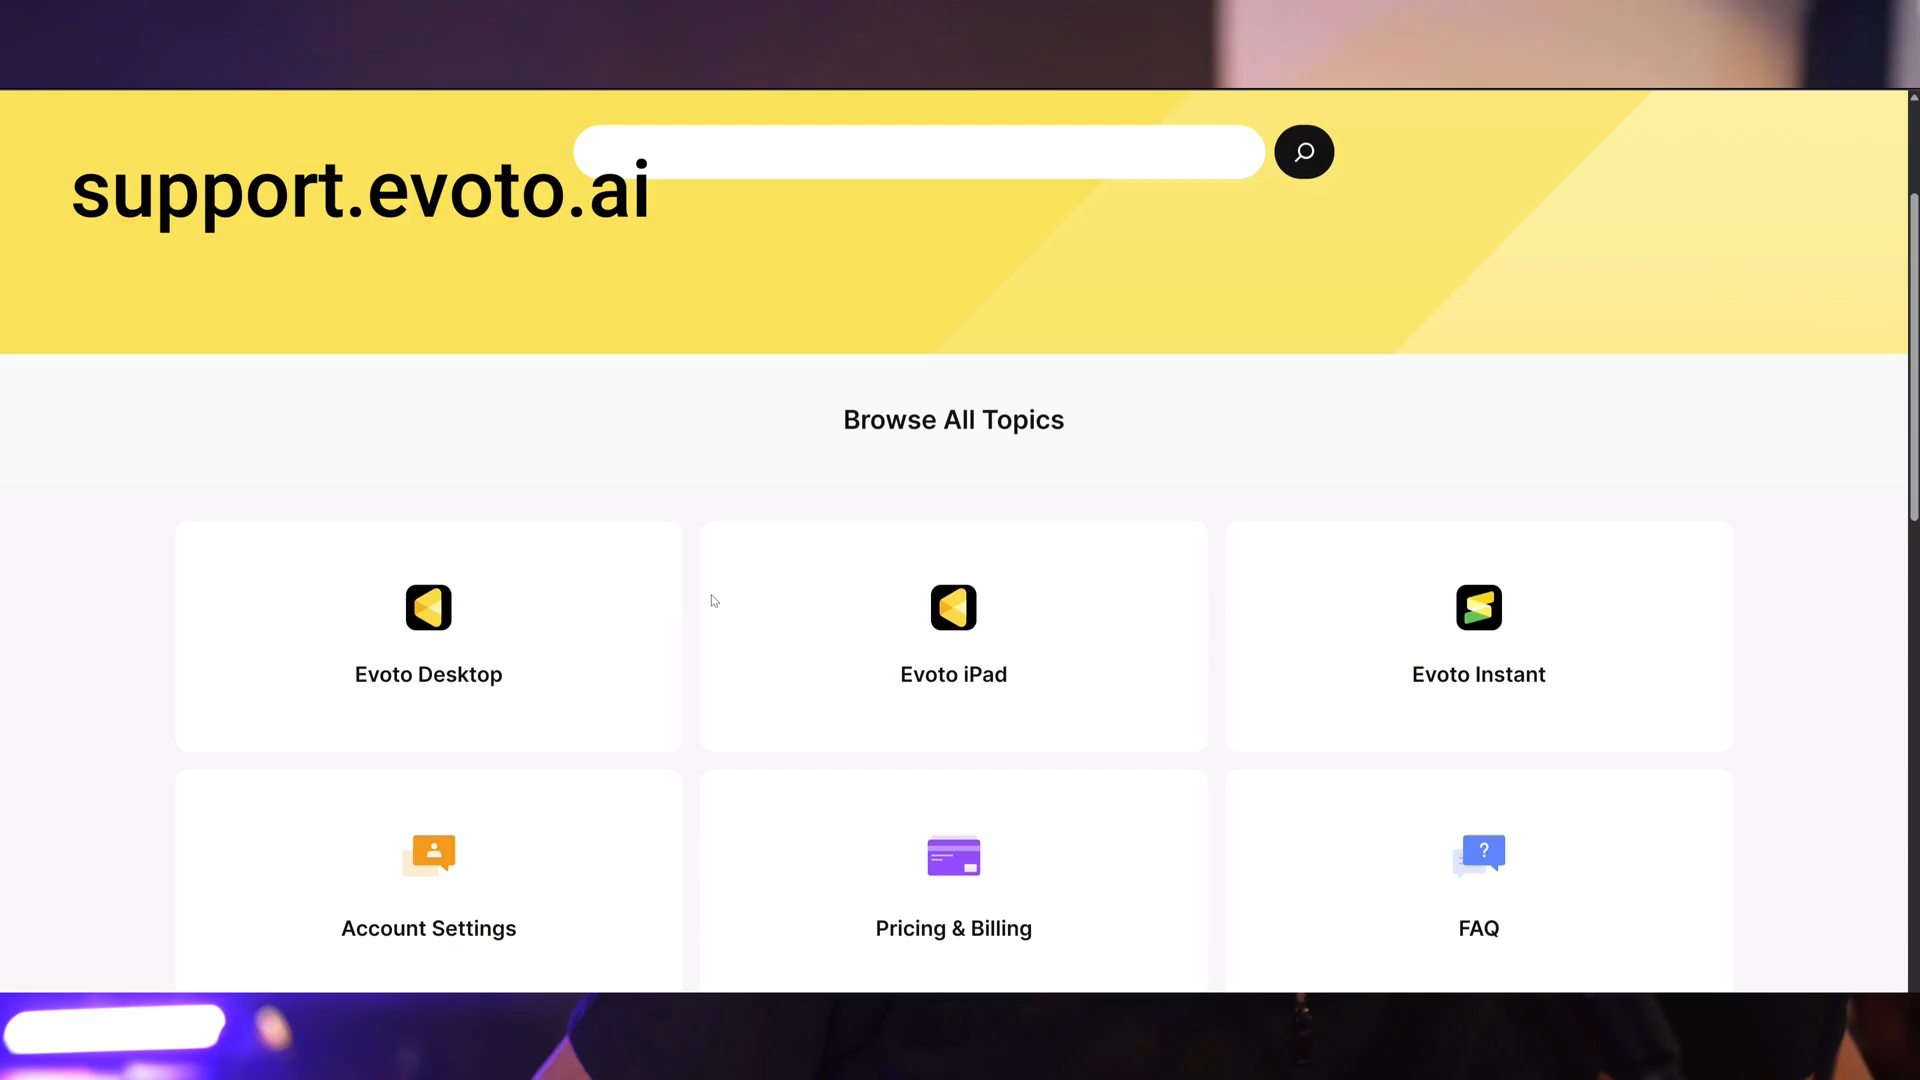 support.evoto.ai
Browse All Topics
Evoto Desktop
Evoto iPad
Evoto Instant
Account Settings
Pricing & Billing
FAQ